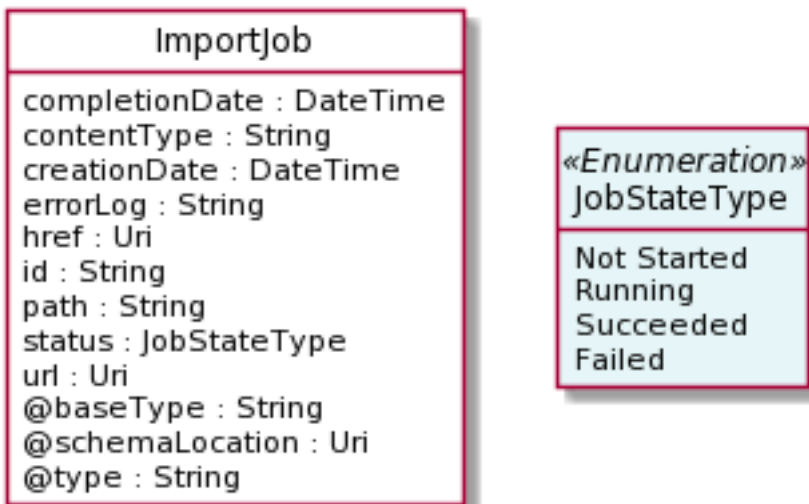 ImportJob
completionDate : DateTime
contentType : String
creationDate : DateTime
errorLog : String
href : Uri
id : String
path : String
status : JobStateType
url : Uri
@baseType : String
@schemaLocation : Uri
@type : String
«Enumeration»
JobStateType
Not Started
Running
Succeeded
Failed